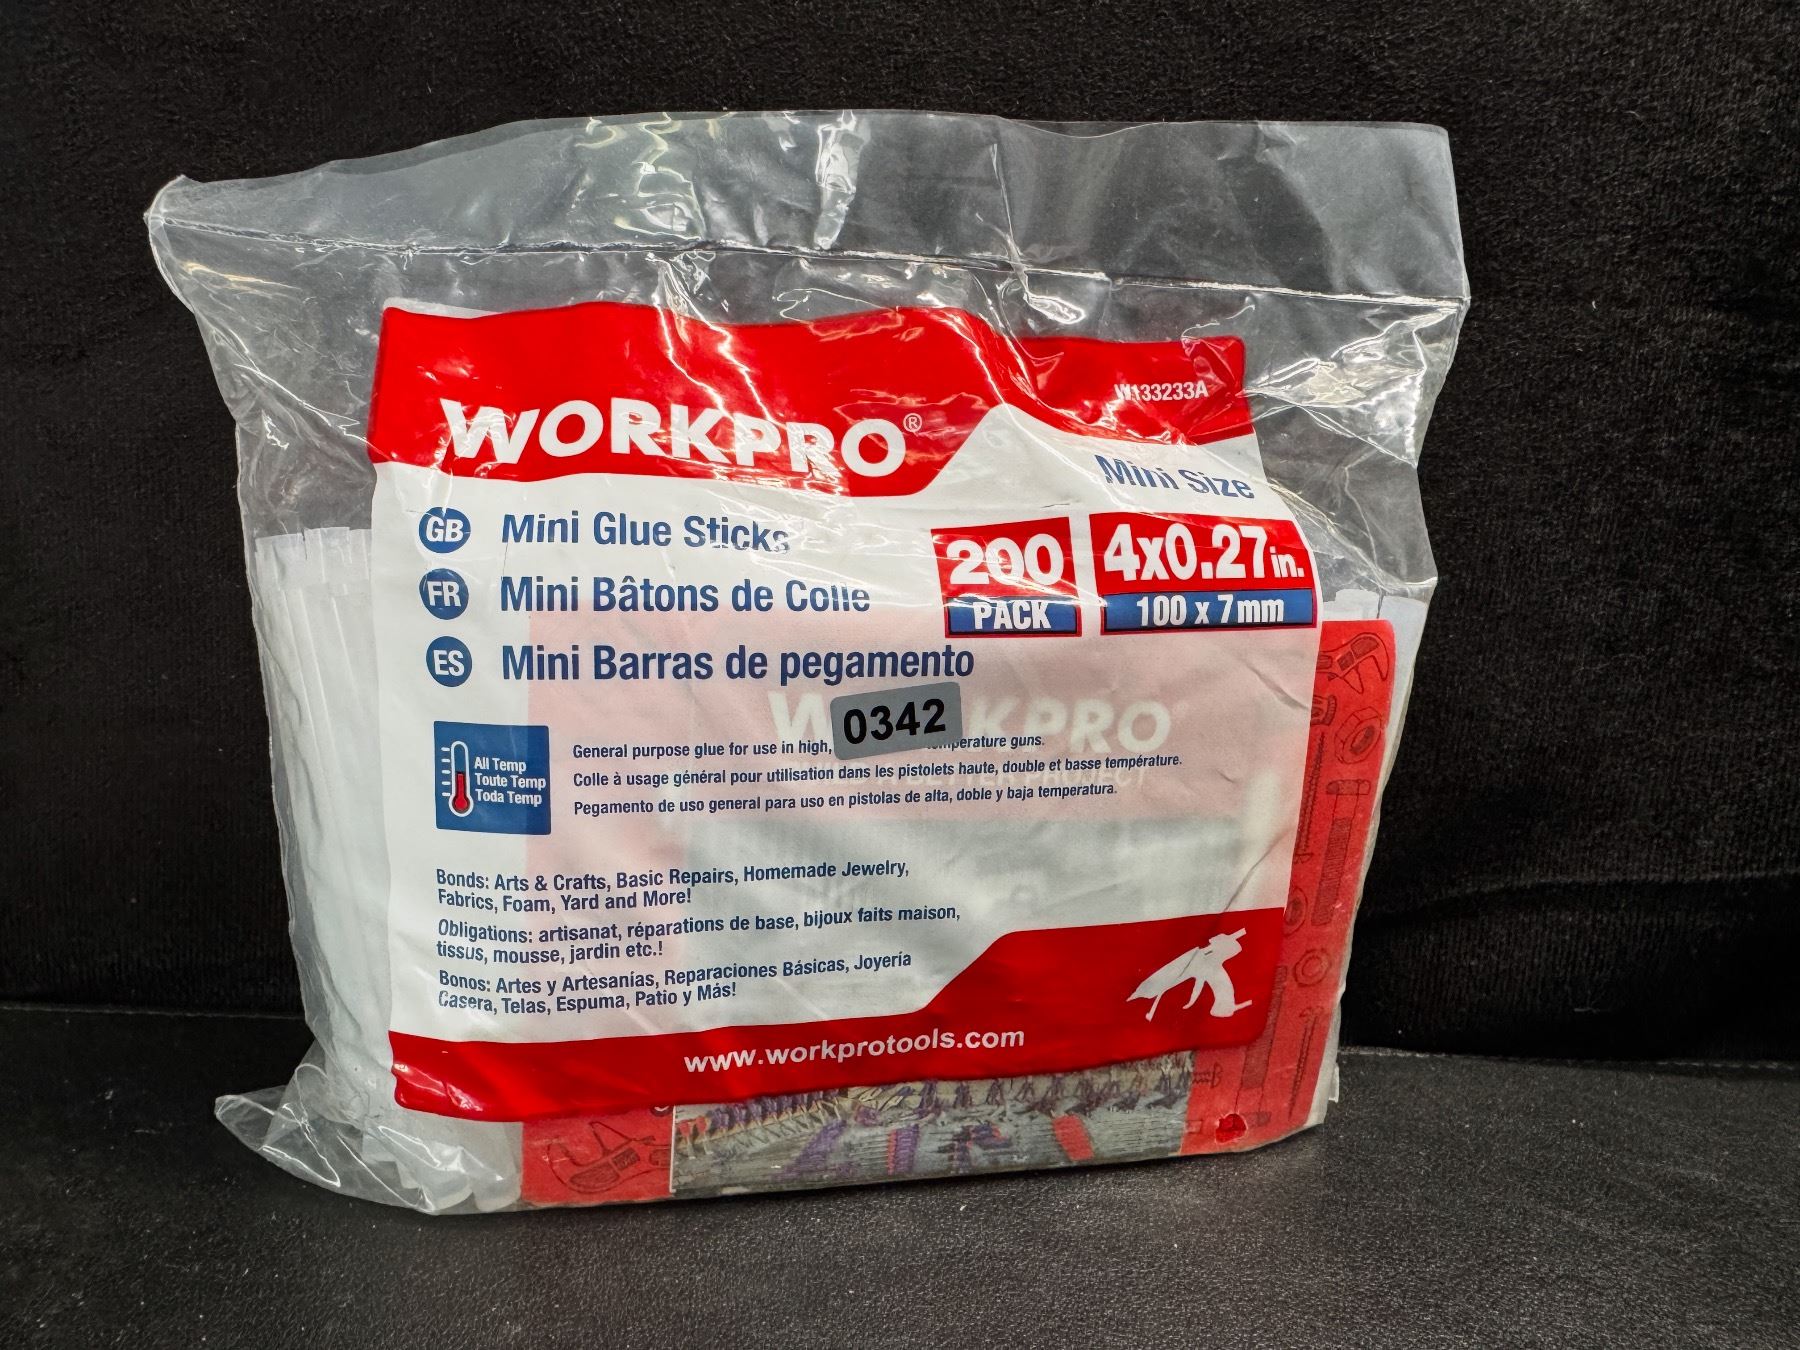 WORKPRO®
W133233A
Mini Size
GB Mini Glue Sticks
FR Mini Bâtons de Colle
ES Mini Barras de pegamento
200
PACK
4x0.27in.
100 x 7mm
WORKPRO
0342
All Temp
Toute Temp
Toda Temp
General purpose glue for use in high, temperature guns.
Colle à usage général pour utilisation dans les pistolets haute, double et basse température.
Pegamento de uso general para uso en pistolas de alta, doble y baja temperatura.
Bonds: Arts & Crafts, Basic Repairs, Homemade Jewelry,
Fabrics, Foam, Yard and More!
Obligations: artisanat, réparations de base, bijoux faits maison,
tissus, mousse, jardin etc.!
Bonos: Artes y Artesanías, Reparaciones Básicas, Joyería
Casera, Telas, Espuma, Patio y Más!
www.workprotools.com